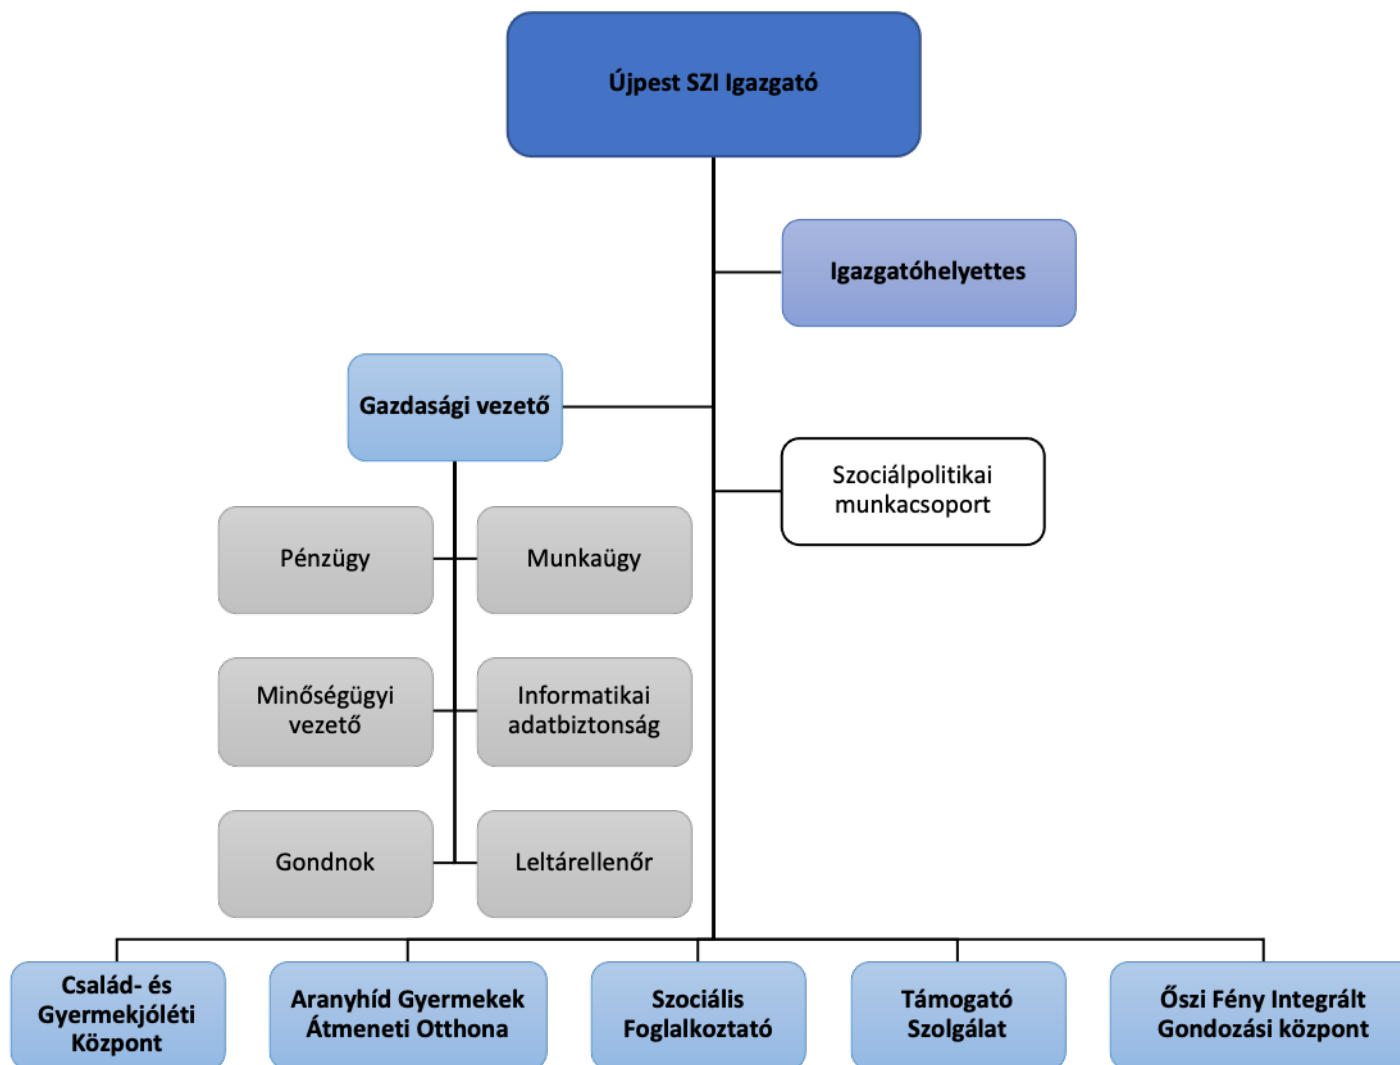 Újpest SZI Igazgató
Igazgatóhelyettes
Gazdasági vezető
Szociálpolitikai
munkacsoport
Pénzügy
Munkaügy
Minőségügyi
vezető
Informatikai
adatbiztonság
Gondnok
Leltárellenőr
Család- és
Gyermekjóléti
Központ
Aranyhíd Gyermekek
Átmeneti Otthona
Szociális
Foglalkoztató
Támogató
Szolgálat
Őszi Fény Integrált
Gondozási központ